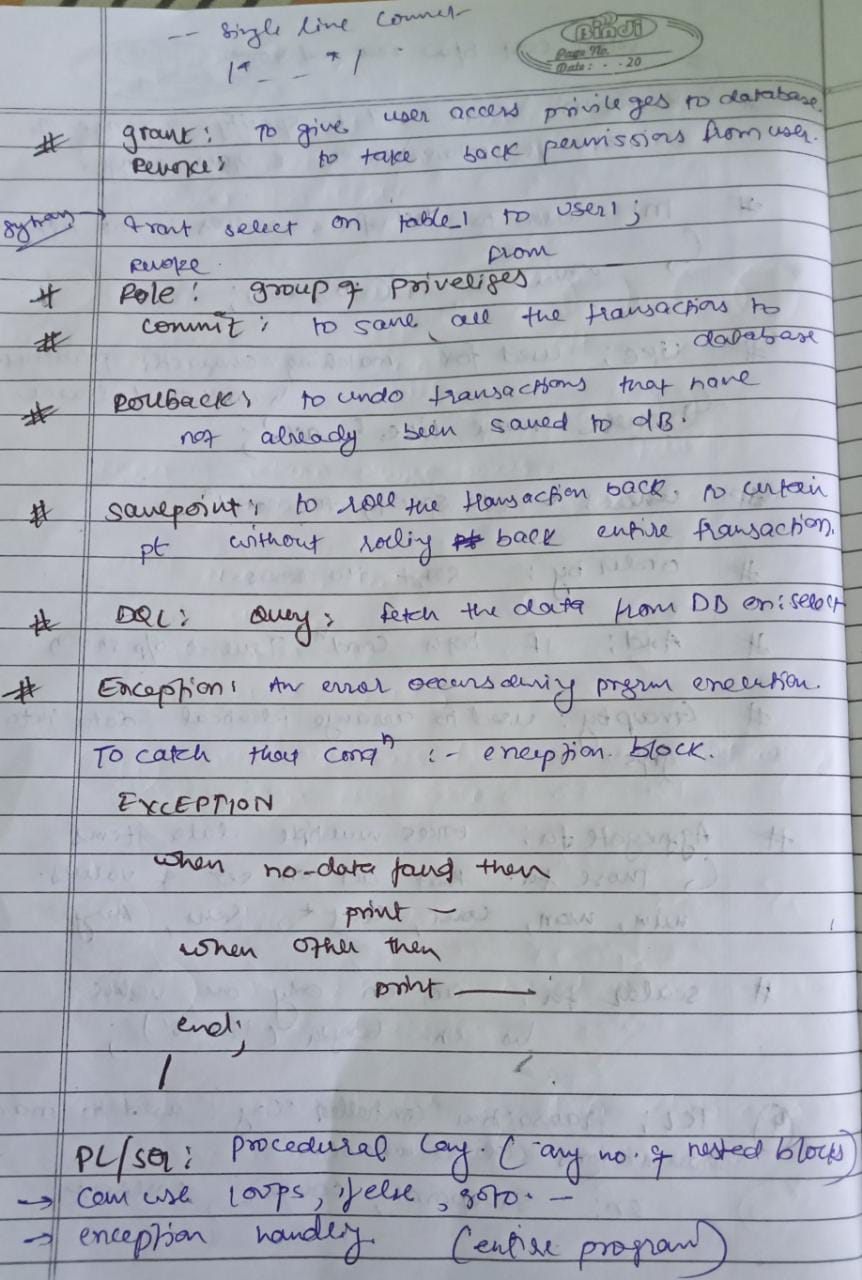 -- single line comment
/* _ _ */
Bindi
Page No.
Date: . . 20
# grant: To give user access privileges to database.
Revoke: to take back permissions from user.
syntax → Grant select on table_1 to user1;
revoke from
# Role: group of priveliges
# commit: to save all the transactions to
database
# Rollback: to undo transactions that have
not already been saved to dB.
# savepoint: to roll the transaction back to certain
pt without rolling back entire transaction.
# DQL: Query: fetch the data from DB en: select
# Exception: An error occurs during prgrm execution.
To catch that condn :- exception block.
EXCEPTION
when no-data found then
print —
when other then
print ——
end;
/
PL/SQL: procedural lang. (any no. of nested blocks)
→ can use loops, if else, goto. —
→ exception handling. (entire program)